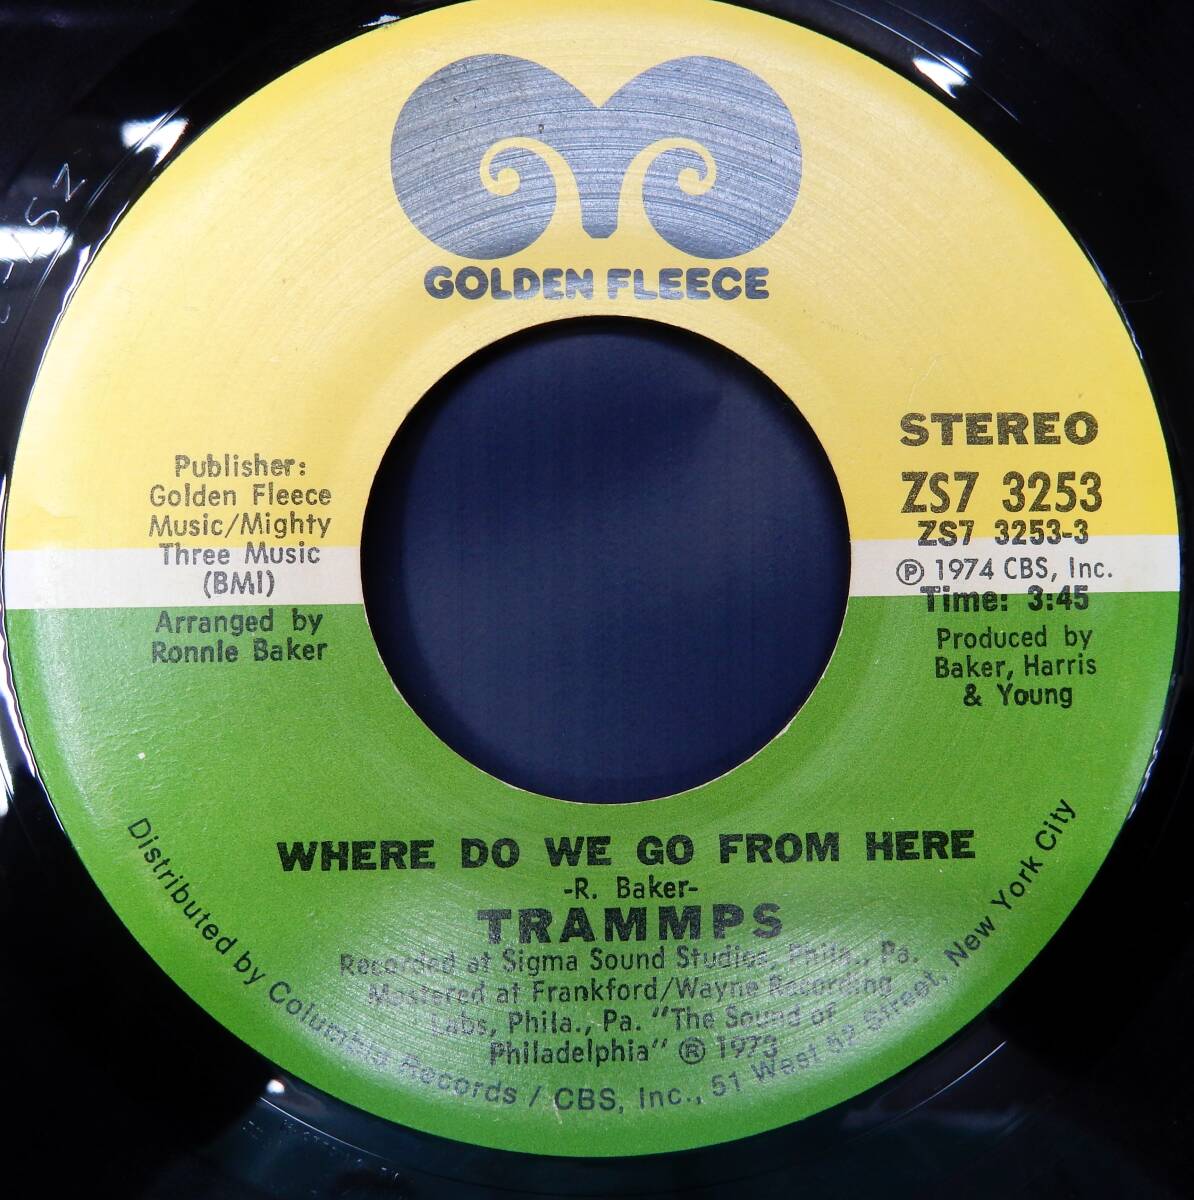 GOLDEN FLEECE
STEREO
ZS7 3253
ZS7 3253-3
Ⓟ 1974 CBS, Inc.
Time: 3:45
Produced by
Baker, Harris
& Young
Publisher:
Golden Fleece
Music/Mighty
Three Music
(BMI)
Arranged by
Ronnie Baker
WHERE DO WE GO FROM HERE
-R. Baker-
TRAMMPS
Recorded at Sigma Sound Studios, Phila., Pa.
Mastered at Frankford/Wayne Recording
Labs, Phila., Pa. "The Sound of
Philadelphia" ® 1973
Distributed by Columbia Records / CBS, Inc., 51 West 52 Street, New York City